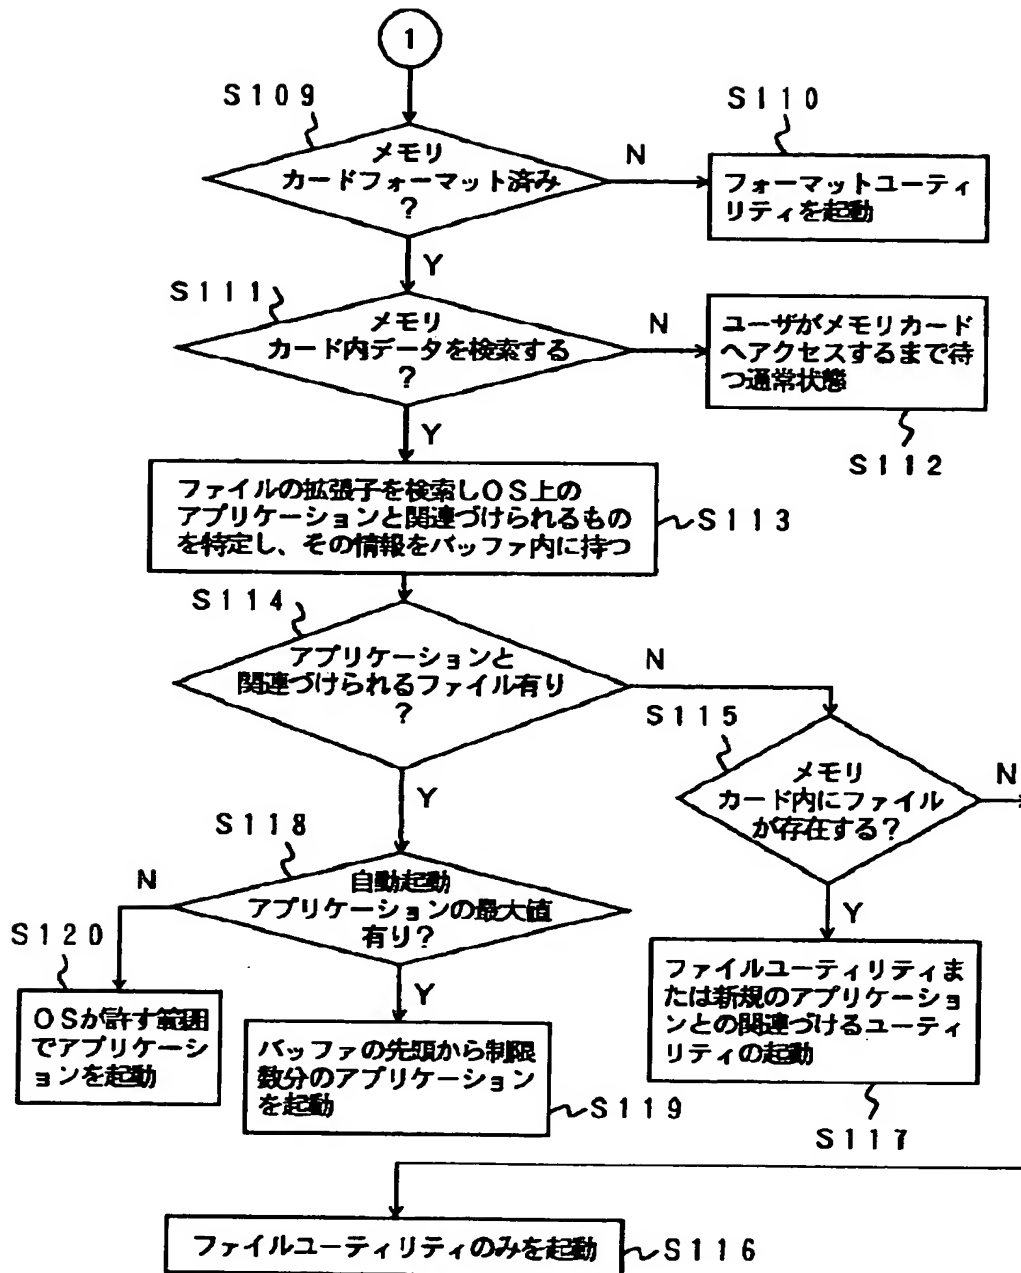 1
S109
メモリ
カードフォーマット済み
?
N
S110
フォーマットユーティ
リティを起動
Y
S111
メモリ
カード内データを検索する
?
N
ユーザがメモリカード
へアクセスするまで待
つ通常状態
S112
Y
ファイルの拡張子を検索しOS上の
アプリケーションと関連づけられるもの
を特定し、その情報をバッファ内に持つ
S113
S114
アプリケーションと
関連づけられるファイル有り
?
N
S115
メモリ
カード内にファイル
が存在する?
N
Y
S118
自動起動
アプリケーションの最大値
有り?
N
S120
OSが許す範囲
でアプリケーシ
ョンを起動
Y
バッファの先頭から制限
数分のアプリケーション
を起動
S119
Y
ファイルユーティリティま
たは新規のアプリケーショ
ンとの関連づけるユーティ
リティの起動
S117
ファイルユーティリティのみを起動
S116